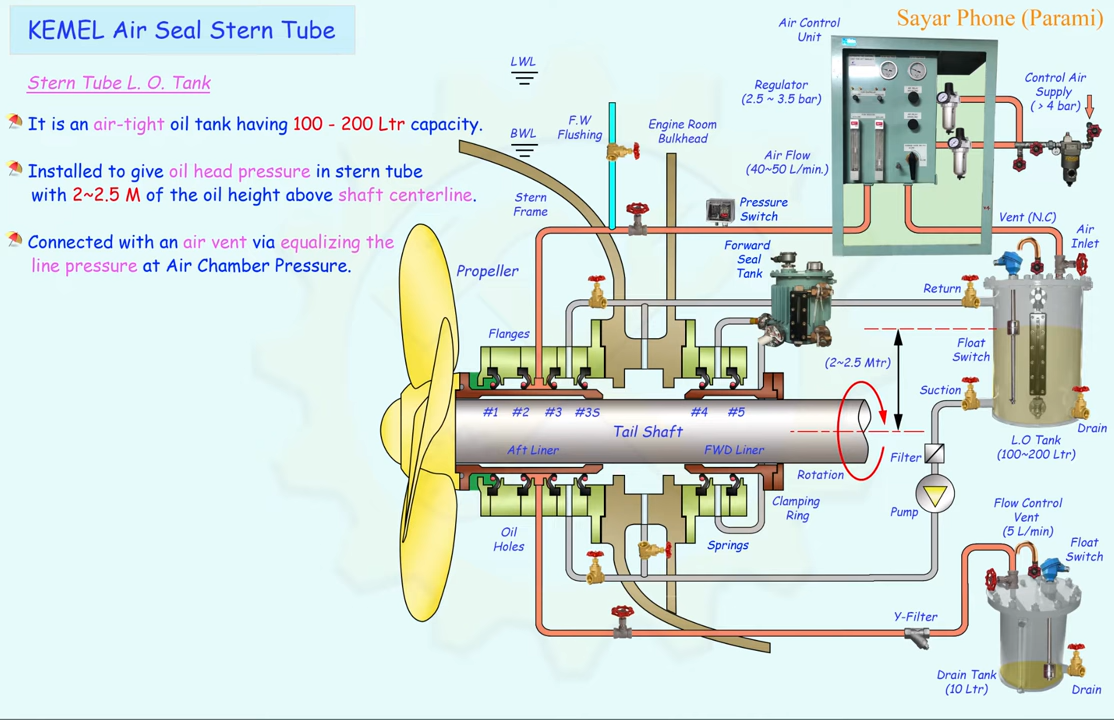 KEMEL Air Seal Stern Tube
Sayar Phone (Parami)
Stern Tube L. O. Tank
It is an air-tight oil tank having 100 - 200 Ltr capacity.
Installed to give oil head pressure in stern tube
with 2~2.5 M of the oil height above shaft centerline.
Connected with an air vent via equalizing the
line pressure at Air Chamber Pressure.
LWL
BWL
F.W
Flushing
Engine Room
Bulkhead
Stern
Frame
Air Control
Unit
Regulator
(2.5 ~ 3.5 bar)
Air Flow
(40~50 L/min.)
Control Air
Supply
( > 4 bar)
Pressure
Switch
Forward
Seal
Tank
Vent (N.C)
Air
Inlet
Return
Propeller
Flanges
Float
Switch
(2~2.5 Mtr)
Suction
#1
#2
#3
#3S
#4
#5
Tail Shaft
Aft Liner
FWD Liner
Rotation
Filter
Drain
L.O Tank
(100~200 Ltr)
Clamping
Ring
Pump
Oil
Holes
Springs
Flow Control
Vent
(5 L/min)
Float
Switch
Y-Filter
Drain Tank
(10 Ltr)
Drain